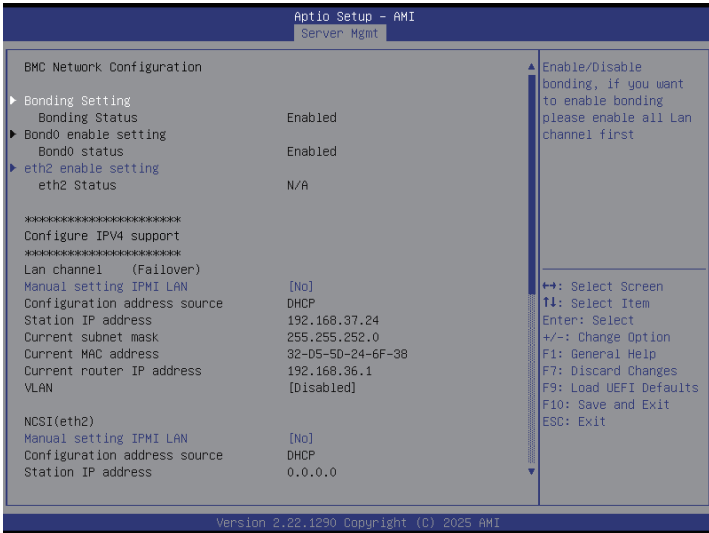 Aptio Setup – AMI
Server Mgmt
BMC Network Configuration
Bonding Setting
Bonding Status Enabled
Bond0 enable setting
Bond0 status Enabled
eth2 enable setting
eth2 Status N/A
**********************
Configure IPV4 support
**********************
Lan channel (Failover)
Manual setting IPMI LAN [No]
Configuration address source DHCP
Station IP address 192.168.37.24
Current subnet mask 255.255.252.0
Current MAC address 32-D5-5D-24-6F-38
Current router IP address 192.168.36.1
VLAN [Disabled]
NCSI(eth2)
Manual setting IPMI LAN [No]
Configuration address source DHCP
Station IP address 0.0.0.0
Enable/Disable
bonding, if you want
to enable bonding
please enable all Lan
channel first
↔: Select Screen
↑↓: Select Item
Enter: Select
+/-: Change Option
F1: General Help
F7: Discard Changes
F9: Load UEFI Defaults
F10: Save and Exit
ESC: Exit
Version 2.22.1290 Copyright (C) 2025 AMI